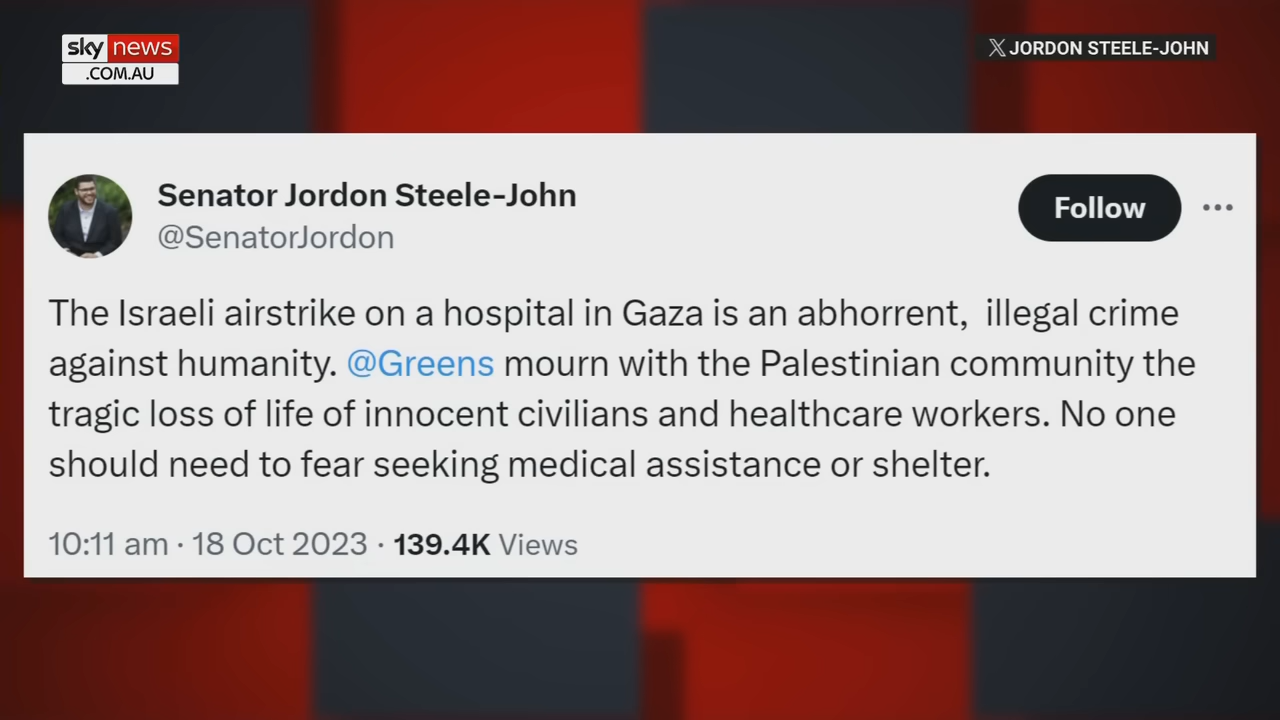 sky news
.COM.AU
X JORDON STEELE-JOHN
Senator Jordon Steele-John
@SenatorJordon
Follow
The Israeli airstrike on a hospital in Gaza is an abhorrent, illegal crime
against humanity. @Greens mourn with the Palestinian community the
tragic loss of life of innocent civilians and healthcare workers. No one
should need to fear seeking medical assistance or shelter.
10:11 am · 18 Oct 2023 · 139.4K Views